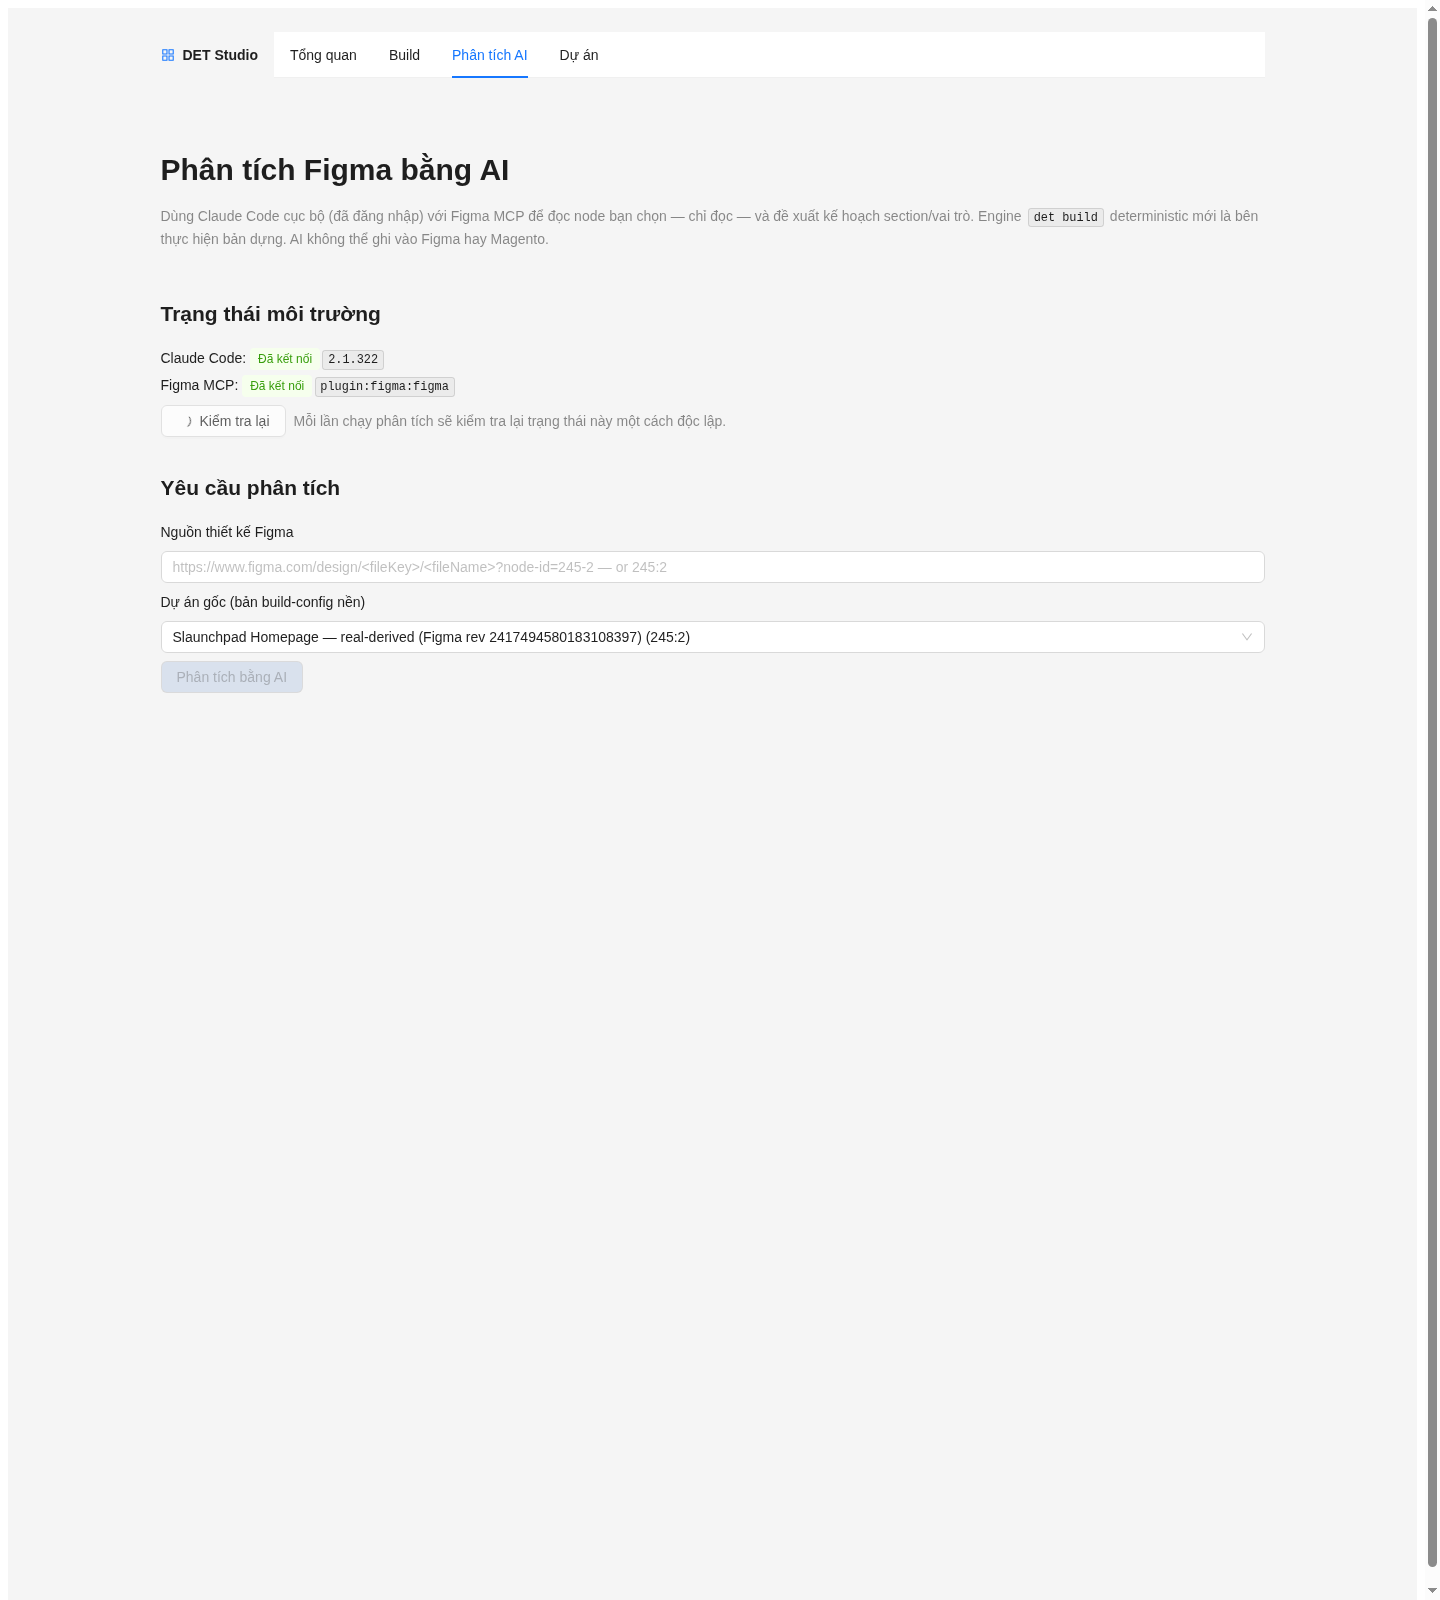 DET Studio
Tổng quan
Build
Phân tích AI
Dự án
Phân tích Figma bằng AI
Dùng Claude Code cục bộ (đã đăng nhập) với Figma MCP để đọc node bạn chọn — chỉ đọc — và đề xuất kế hoạch section/vai trò. Engine det build deterministic mới là bên
thực hiện bản dựng. AI không thể ghi vào Figma hay Magento.
Trạng thái môi trường
Claude Code: Đã kết nối 2.1.322
Figma MCP: Đã kết nối plugin:figma:figma
Kiểm tra lại Mỗi lần chạy phân tích sẽ kiểm tra lại trạng thái này một cách độc lập.
Yêu cầu phân tích
Nguồn thiết kế Figma
https://www.figma.com/design/<fileKey>/<fileName>?node-id=245-2 — or 245:2
Dự án gốc (bản build-config nền)
Slaunchpad Homepage — real-derived (Figma rev 2417494580183108397) (245:2)
Phân tích bằng AI